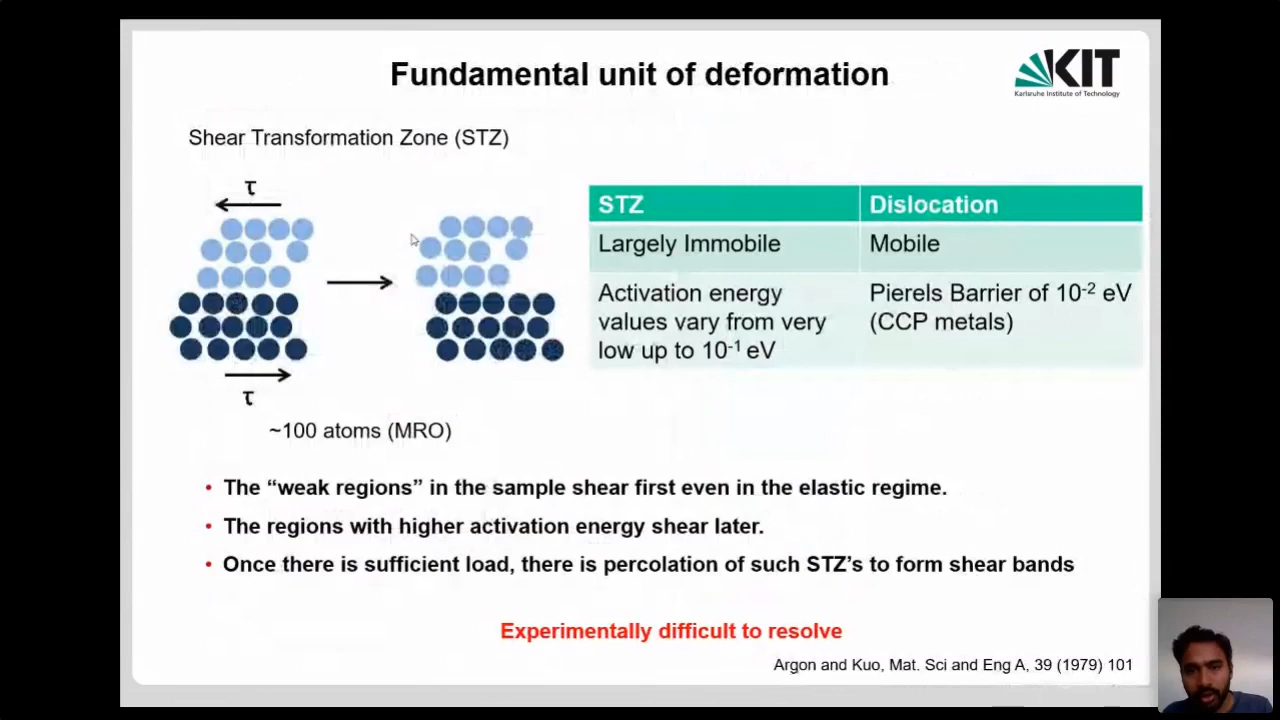 Fundamental unit of deformation
KIT
Karlsruhe Institute of Technology
Shear Transformation Zone (STZ)
τ
τ
~100 atoms (MRO)
STZ
Dislocation
Largely Immobile
Mobile
Activation energy
values vary from very
low up to 10⁻¹ eV
Pierels Barrier of 10⁻² eV
(CCP metals)
• The “weak regions” in the sample shear first even in the elastic regime.
• The regions with higher activation energy shear later.
• Once there is sufficient load, there is percolation of such STZ’s to form shear bands
Experimentally difficult to resolve
Argon and Kuo, Mat. Sci and Eng A, 39 (1979) 101